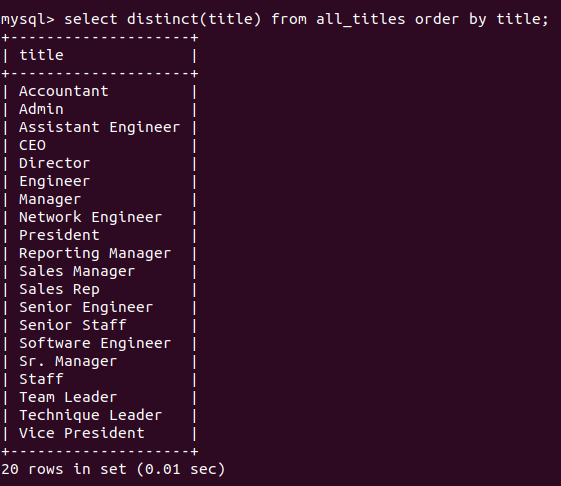 mysql> select distinct(title) from all_titles order by title;
+--------------------+
| title              |
+--------------------+
| Accountant         |
| Admin              |
| Assistant Engineer |
| CEO                |
| Director           |
| Engineer           |
| Manager            |
| Network Engineer   |
| President          |
| Reporting Manager  |
| Sales Manager      |
| Sales Rep          |
| Senior Engineer    |
| Senior Staff       |
| Software Engineer  |
| Sr. Manager        |
| Staff              |
| Team Leader        |
| Technique Leader   |
| Vice President     |
+--------------------+
20 rows in set (0.01 sec)